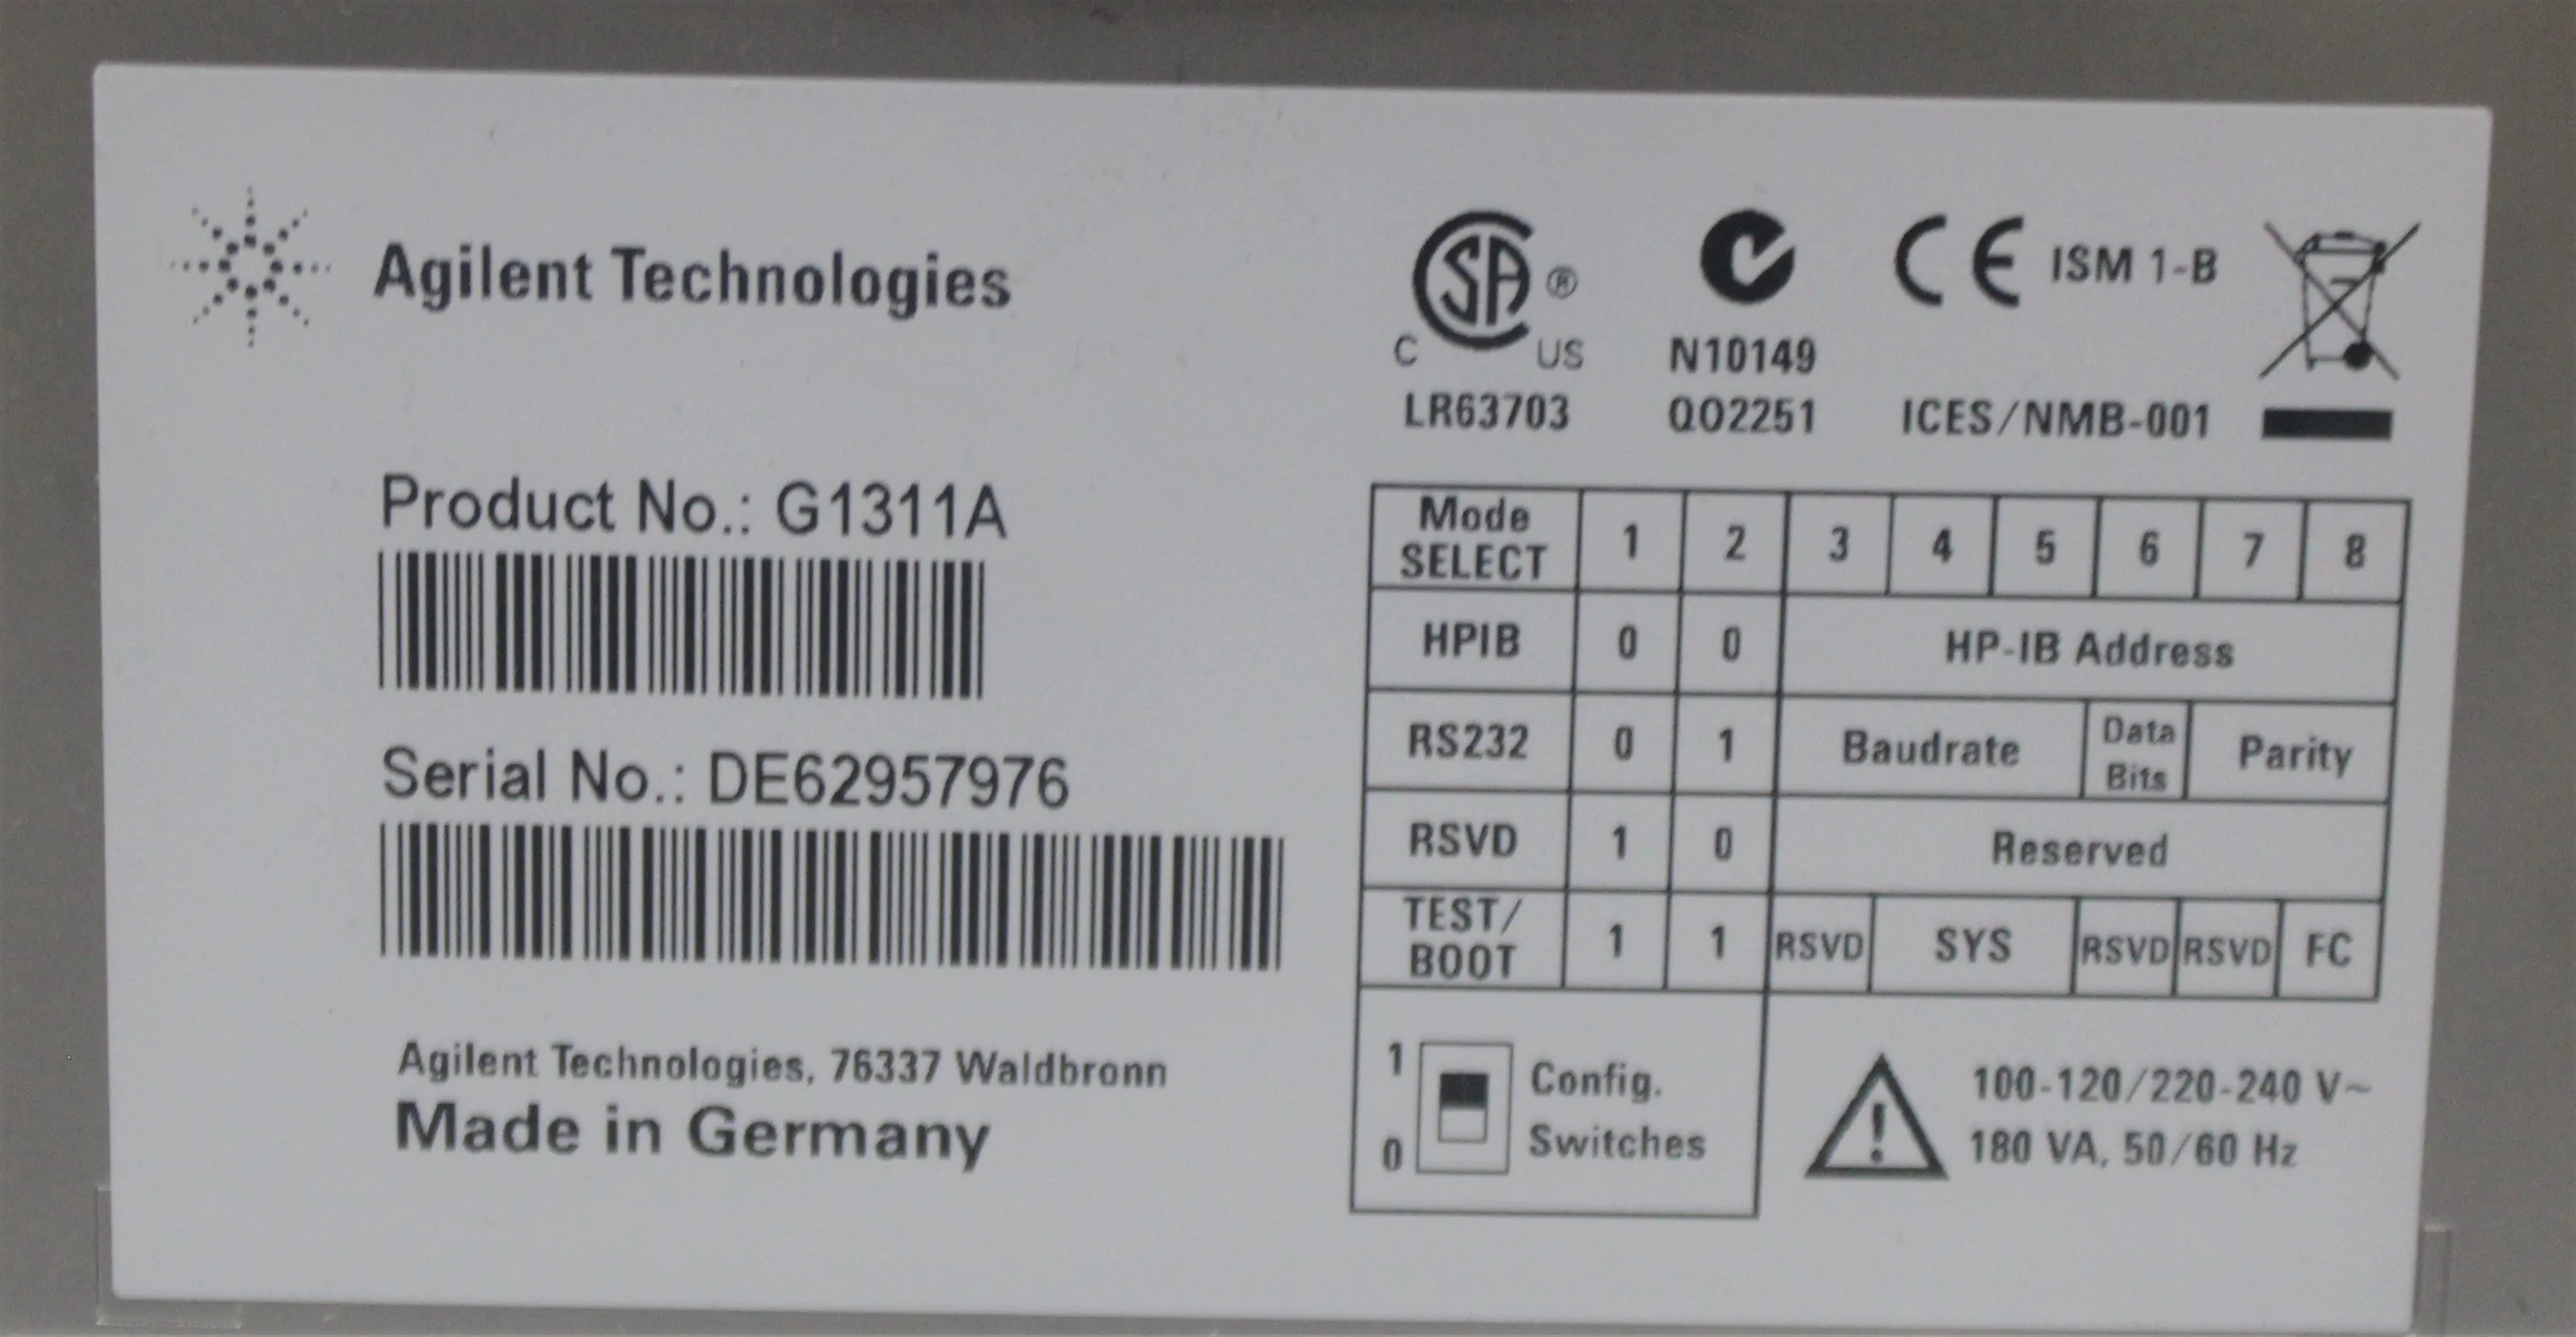 Agilent Technologies
Product No.: G1311A
Serial No.: DE62957976
Agilent Technologies, 76337 Waldbronn
Made in Germany
SA ®
C US
LR63703
N10149
Q02251
CE ISM 1-B
ICES/NMB-001
Mode SELECT 1 2 3 4 5 6 7 8
HPIB 0 0 HP-IB Address
RS232 0 1 Baudrate Data Bits Parity
RSVD 1 0 Reserved
TEST/ BOOT 1 1 RSVD SYS RSVD RSVD FC
1 Config.
0 Switches
! 100-120/220-240 V~
180 VA, 50/60 Hz